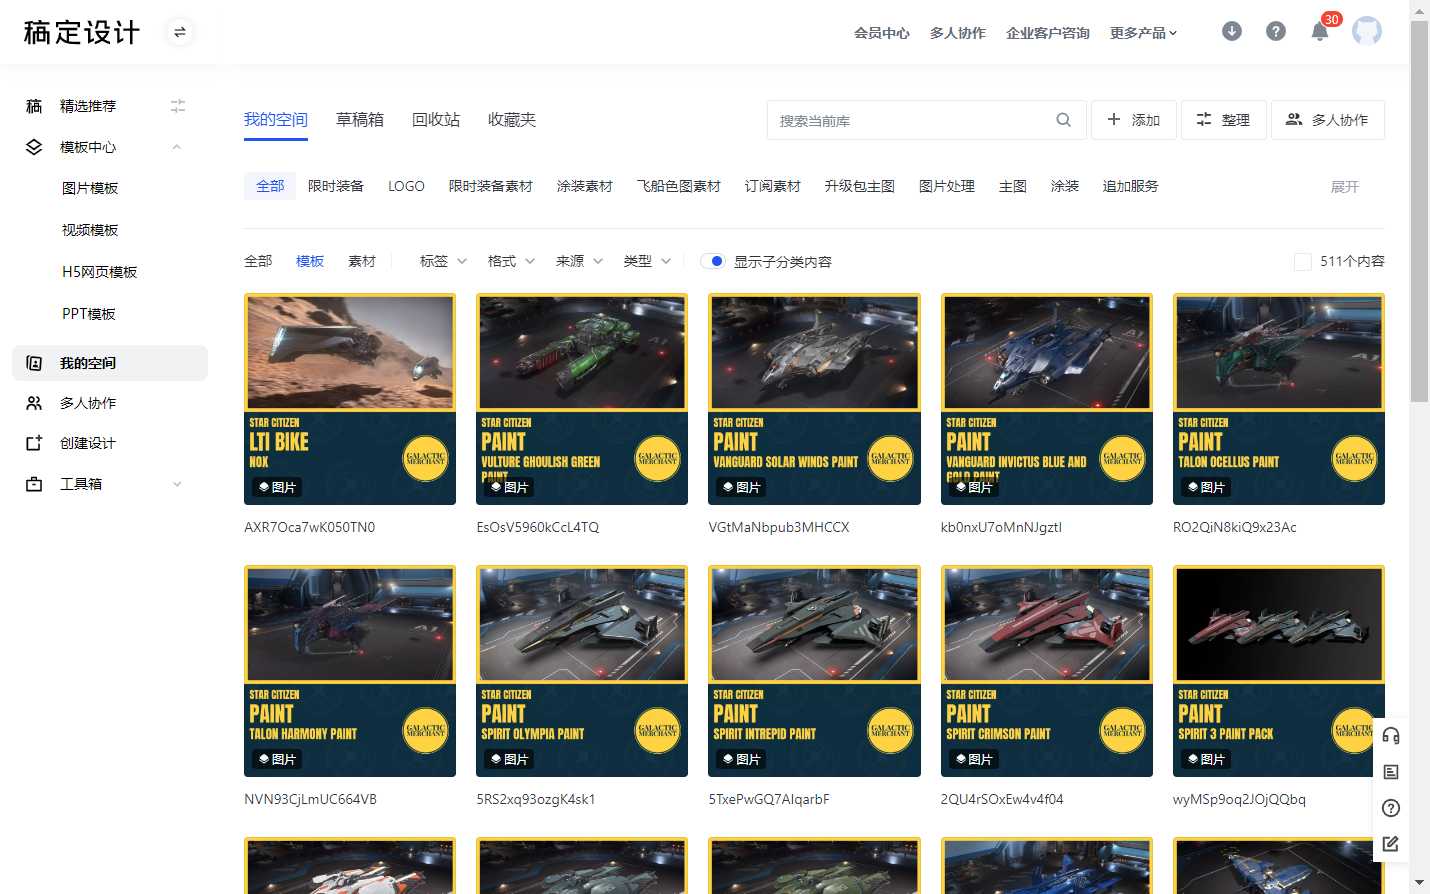 稿定设计
会员中心
多人协作
企业客户咨询
更多产品
30
精选推荐
模板中心
图片模板
视频模板
H5网页模板
PPT模板
我的空间
多人协作
创建设计
工具箱
我的空间
草稿箱
回收站
收藏夹
搜索当前库
添加
整理
多人协作
全部
限时装备
LOGO
限时装备素材
涂装素材
飞船色图素材
订阅素材
升级包主图
图片处理
主图
涂装
追加服务
展开
全部
模板
素材
标签
格式
来源
类型
显示子分类内容
511个内容
STAR CITIZEN
LTI BIKE
NOX
GALACTIC
MERCHANT
图片
AXR7Oca7wK050TN0
STAR CITIZEN
PAINT
VULTURE GHOULISH GREEN
PAINT
GALACTIC
MERCHANT
图片
EsOsV5960kCcL4TQ
STAR CITIZEN
PAINT
VANGUARD SOLAR WINDS PAINT
GALACTIC
MERCHANT
图片
VGtMaNbpub3MHCCX
STAR CITIZEN
PAINT
VANGUARD INVICTUS BLUE AND
GOLD PAINT
GALACTIC
MERCHANT
图片
kb0nxU7oMnNJgztI
STAR CITIZEN
PAINT
TALON OCELLUS PAINT
GALACTIC
MERCHANT
图片
RO2QiN8kiQ9x23Ac
STAR CITIZEN
PAINT
TALON HARMONY PAINT
GALACTIC
MERCHANT
图片
NVN93CjLmUC664VB
STAR CITIZEN
PAINT
SPIRIT OLYMPIA PAINT
GALACTIC
MERCHANT
图片
5RS2xq93ozgK4sk1
STAR CITIZEN
PAINT
SPIRIT INTREPID PAINT
GALACTIC
MERCHANT
图片
5TxePwGQ7AIqarbF
STAR CITIZEN
PAINT
SPIRIT CRIMSON PAINT
GALACTIC
MERCHANT
图片
2QU4rSOxEw4v4f04
STAR CITIZEN
PAINT
SPIRIT 3 PAINT PACK
GALACTIC
MERCHANT
图片
wyMSp9oq2JOjQQbq